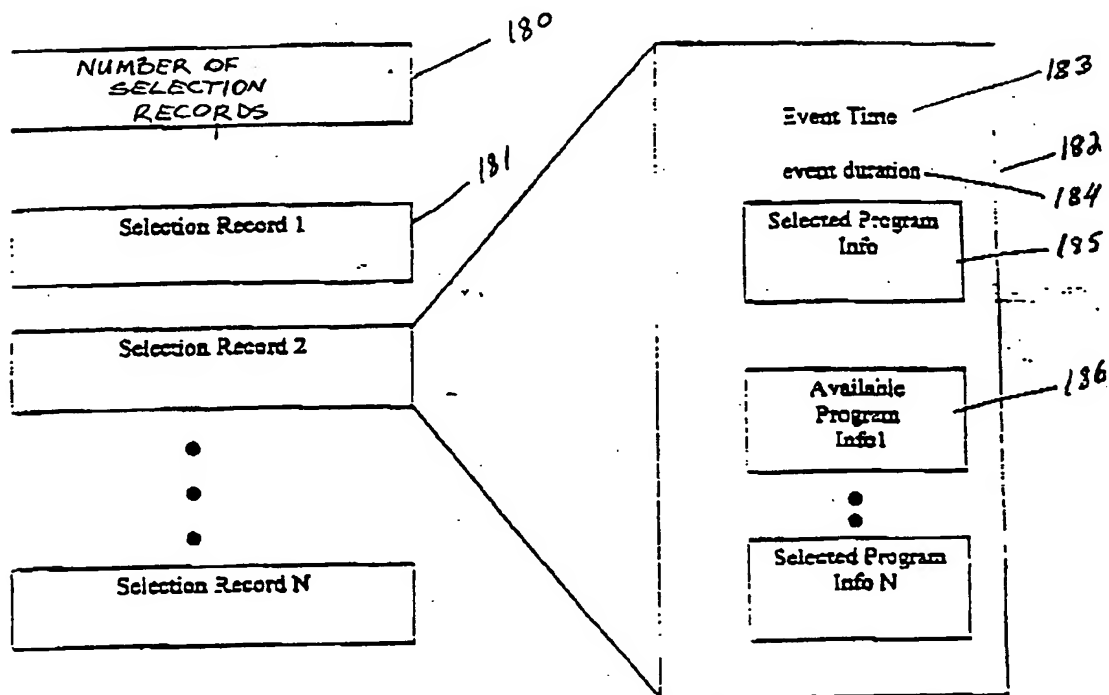 NUMBER OF
SELECTION
RECORDS
180
Selection Record 1
181
Selection Record 2
Selection Record N
Event Time
183
182
event duration
184
Selected Program
Info
185
Available
Program
Info1
186
Selected Program
Info N